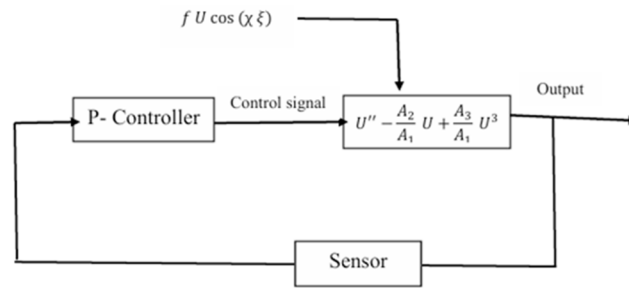 f U cos (χ ξ)
P- Controller
Control signal
U′′ − A₂/A₁ U + A₃/A₁ U³
Output
Sensor